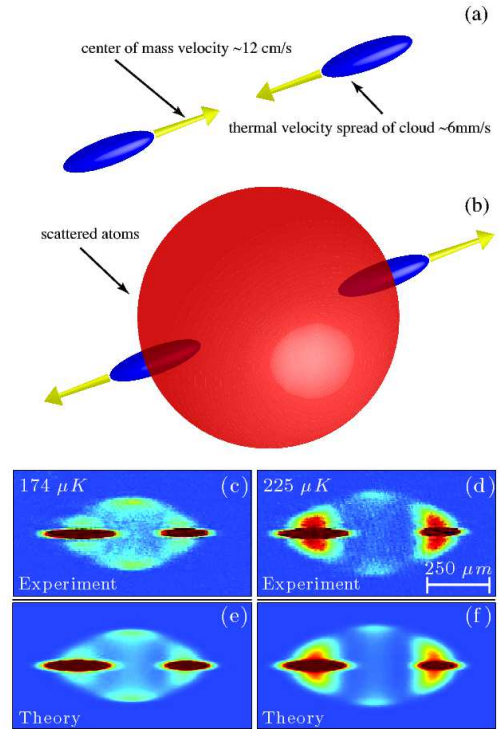 (a)
center of mass velocity ~12 cm/s
thermal velocity spread of cloud ~6mm/s
(b)
scattered atoms
174 μK (c)
Experiment
225 μK (d)
250 μm
Experiment
(e)
Theory
(f)
Theory